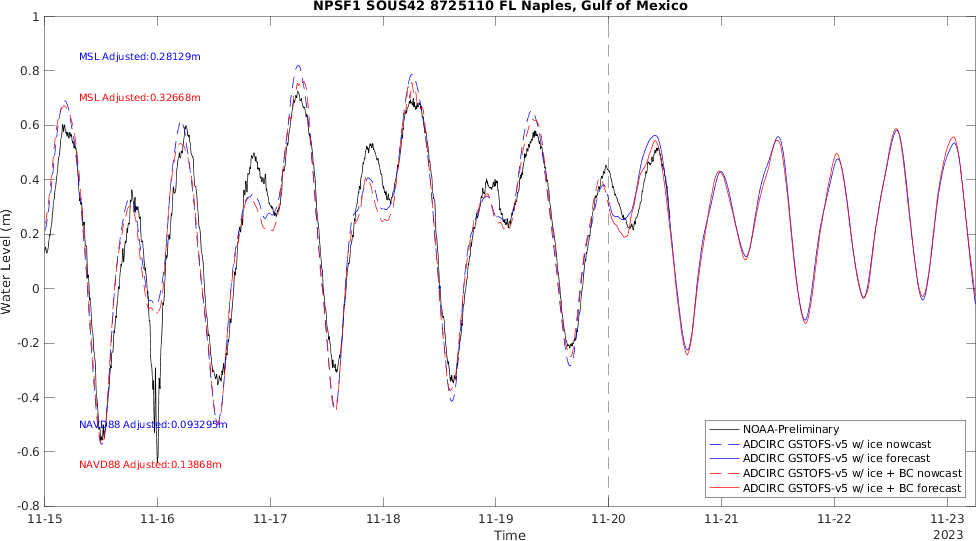 NPSF1 SOUS42 8725110 FL Naples, Gulf of Mexico
1
0.8
0.6
0.4
0.2
0
-0.2
-0.4
-0.6
-0.8
Water Level (m)
MSL Adjusted:0.28129m
MSL Adjusted:0.32668m
NAVD88 Adjusted:0.093295m
NAVD88 Adjusted:0.13868m
NOAA-Preliminary
ADCIRC GSTOFS-v5 w/ ice nowcast
ADCIRC GSTOFS-v5 w/ ice forecast
ADCIRC GSTOFS-v5 w/ ice + BC nowcast
ADCIRC GSTOFS-v5 w/ ice + BC forecast
11-15 11-16 11-17 11-18 11-19 11-20 11-21 11-22 11-23
Time
2023